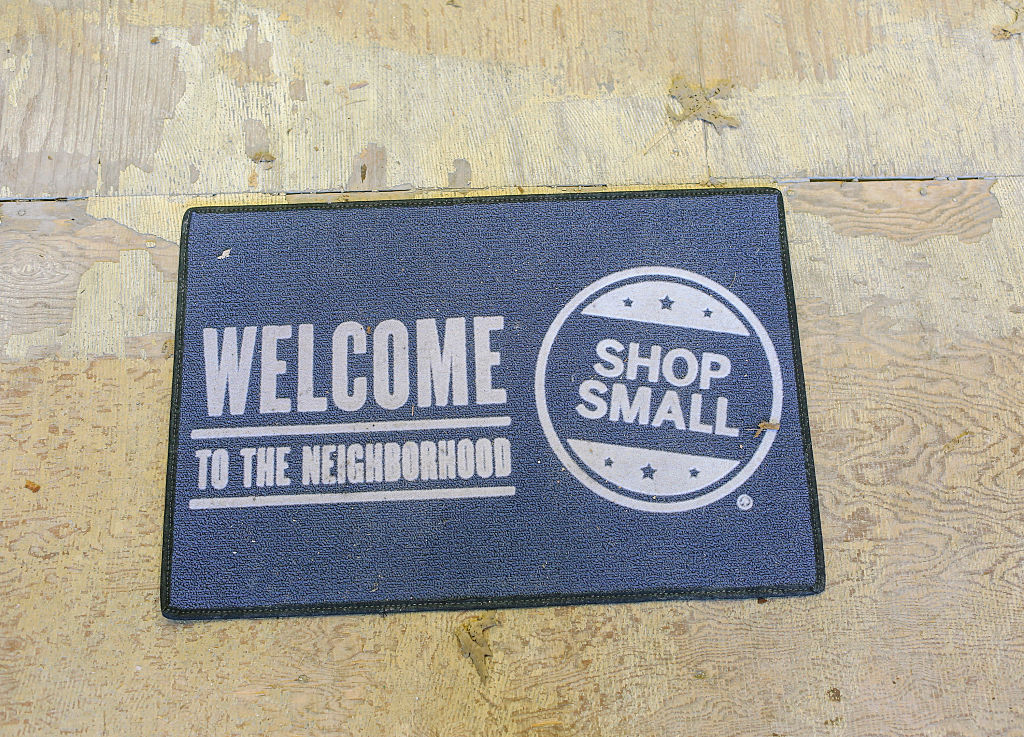 WELCOME
TO THE NEIGHBORHOOD
SHOP
SMALL
®